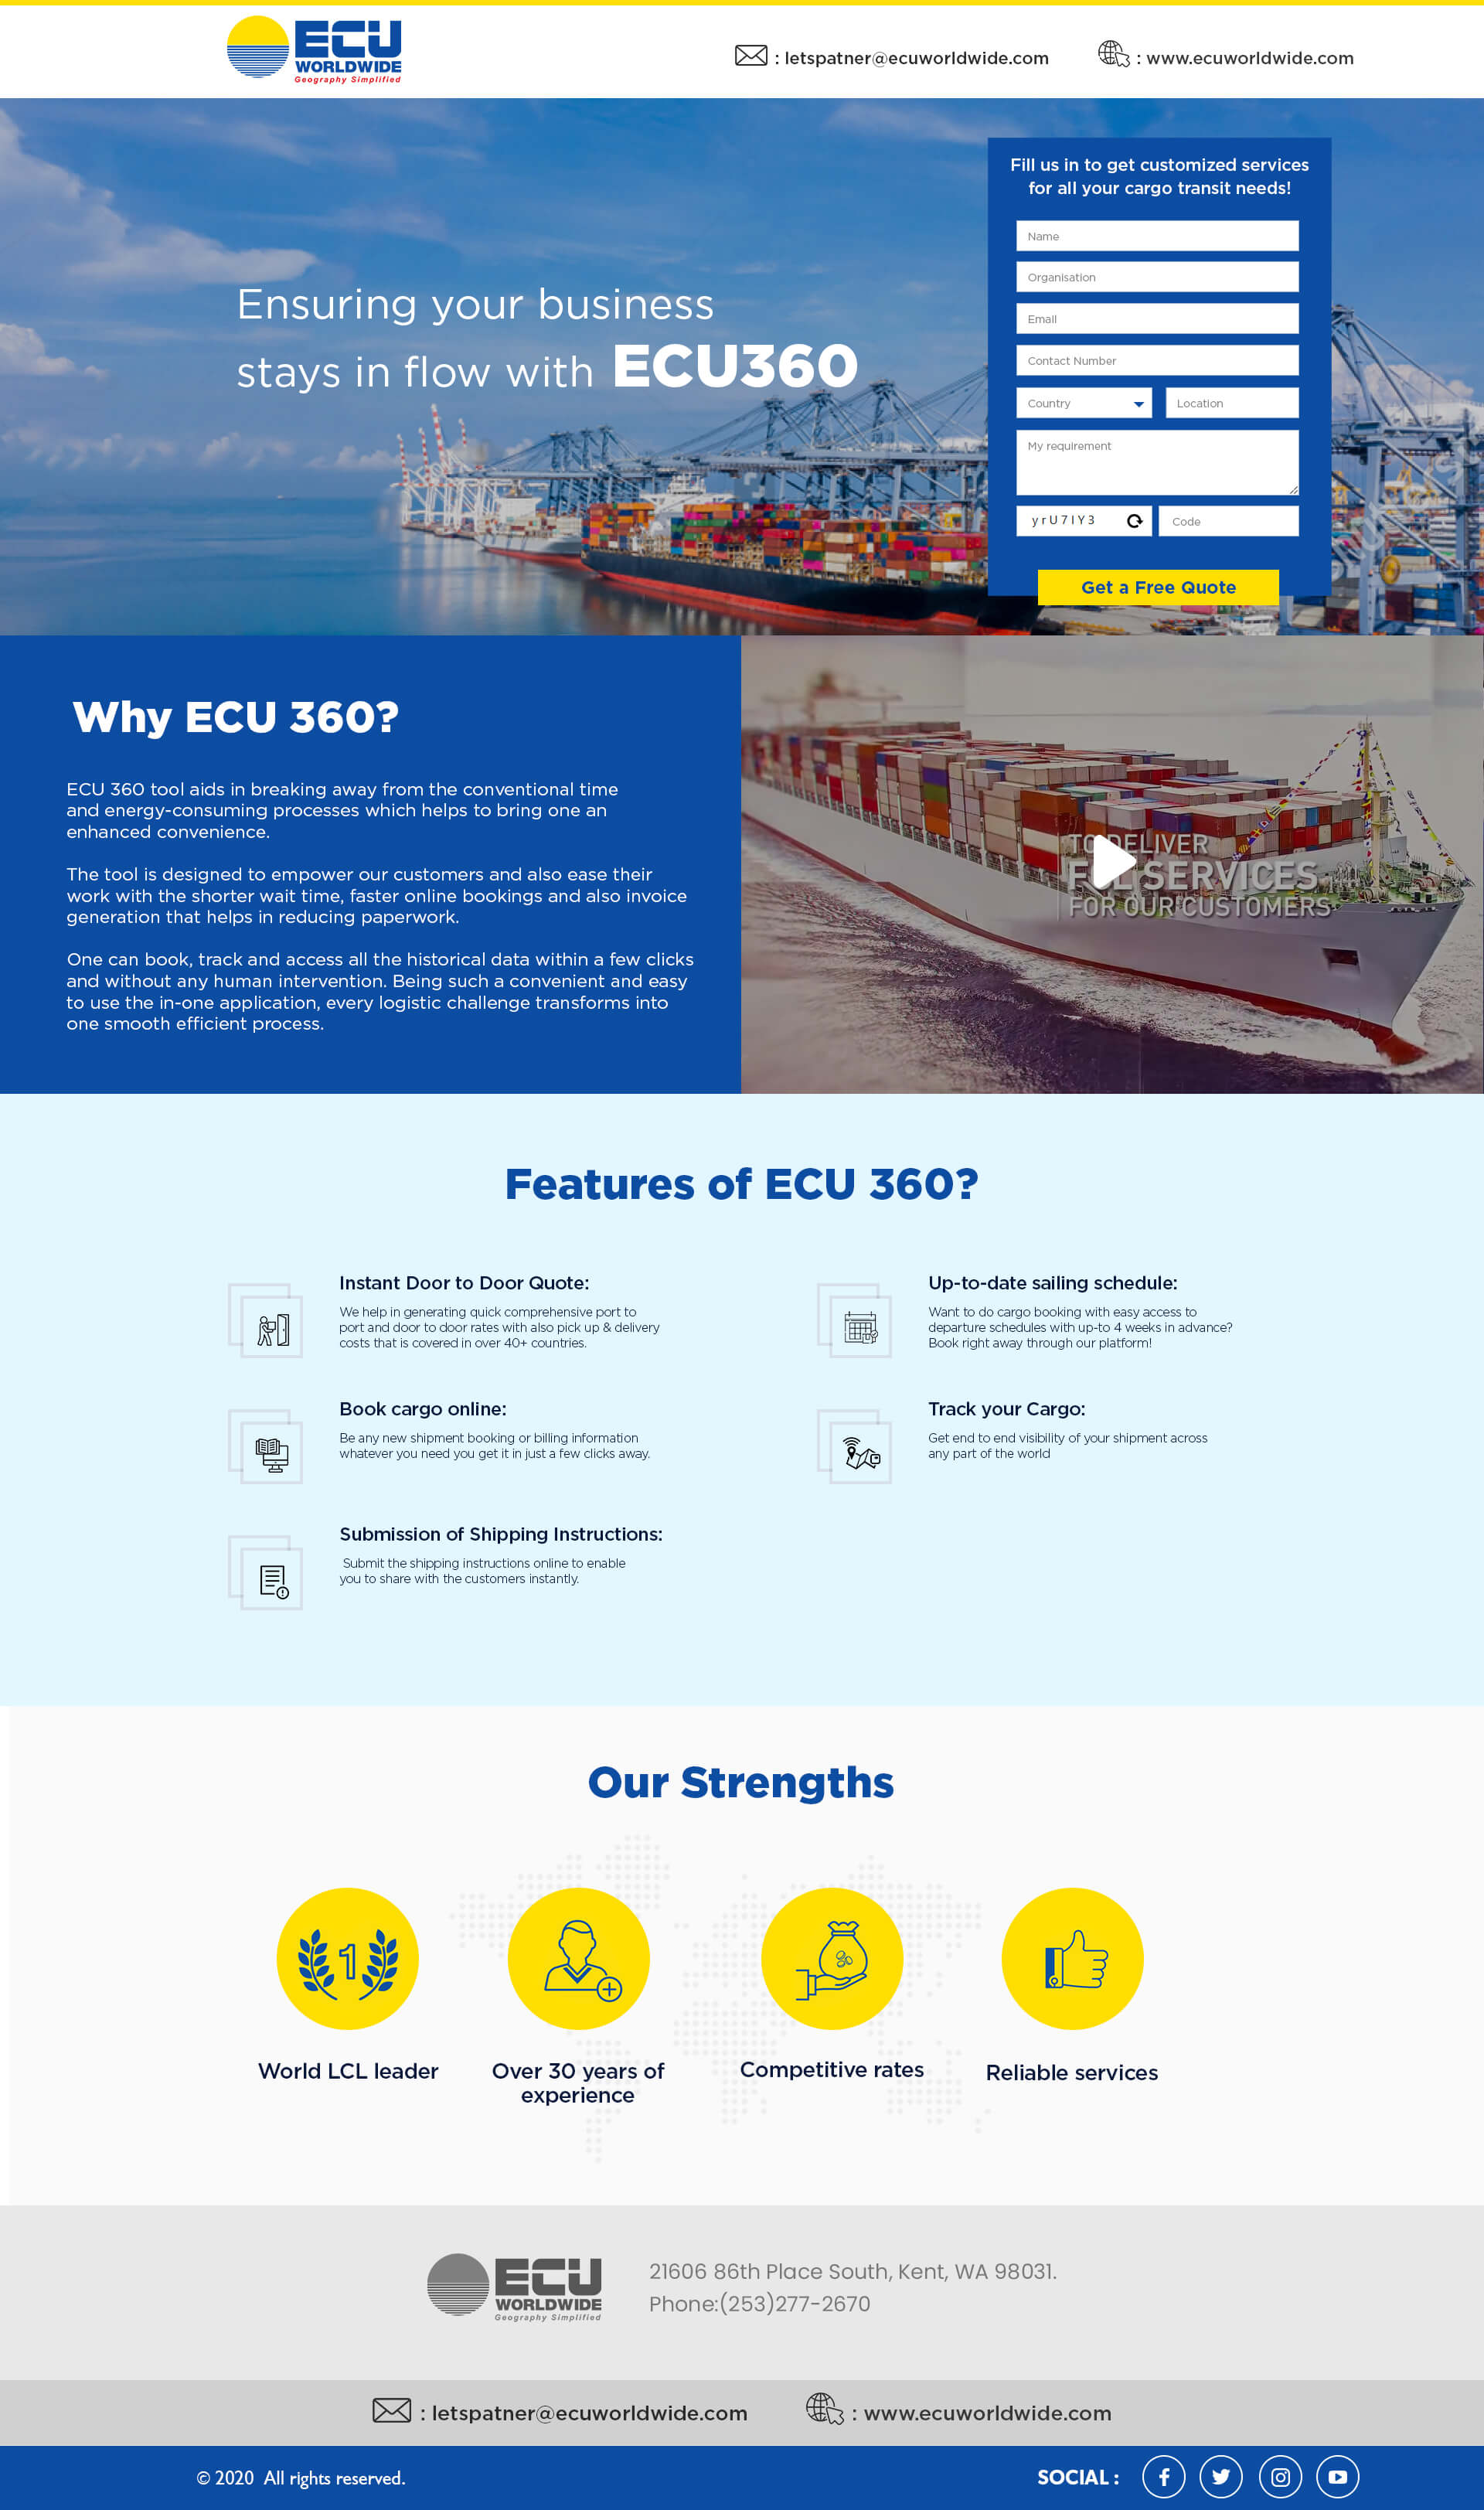 ECU
WORLDWIDE
Geography Simplified
: letspatner@ecuworldwide.com
: www.ecuworldwide.com
Fill us in to get customized services
for all your cargo transit needs!
Name
Organisation
Email
Contact Number
Country
Location
My requirement
yrU7IY3
Code
Get a Free Quote
Ensuring your business
stays in flow with ECU360
Why ECU 360?
ECU 360 tool aids in breaking away from the conventional time
and energy-consuming processes which helps to bring one an
enhanced convenience.
The tool is designed to empower our customers and also ease their
work with the shorter wait time, faster online bookings and also invoice
generation that helps in reducing paperwork.
One can book, track and access all the historical data within a few clicks
and without any human intervention. Being such a convenient and easy
to use the in-one application, every logistic challenge transforms into
one smooth efficient process.
TO DELIVER
SERVICES
FOR OUR CUSTOMERS
Features of ECU 360?
Instant Door to Door Quote:
We help in generating quick comprehensive port to
port and door to door rates with also pick up & delivery
costs that is covered in over 40+ countries.
Up-to-date sailing schedule:
Want to do cargo booking with easy access to
departure schedules with up-to 4 weeks in advance?
Book right away through our platform!
Book cargo online:
Be any new shipment booking or billing information
whatever you need you get it in just a few clicks away.
Track your Cargo:
Get end to end visibility of your shipment across
any part of the world
Submission of Shipping Instructions:
Submit the shipping instructions online to enable
you to share with the customers instantly.
Our Strengths
1
World LCL leader
Over 30 years of
experience
Competitive rates
Reliable services
ECU
WORLDWIDE
Geography Simplified
21606 86th Place South, Kent, WA 98031.
Phone:(253)277-2670
: letspatner@ecuworldwide.com
: www.ecuworldwide.com
© 2020 All rights reserved.
SOCIAL :